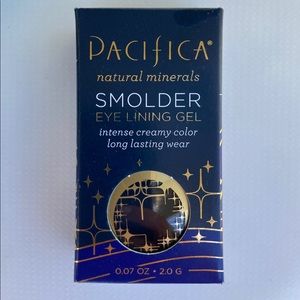 PACIFICA®
natural minerals
SMOLDER
EYE LINING GEL
intense creamy color
long lasting wear
0.07 OZ • 2.0 G